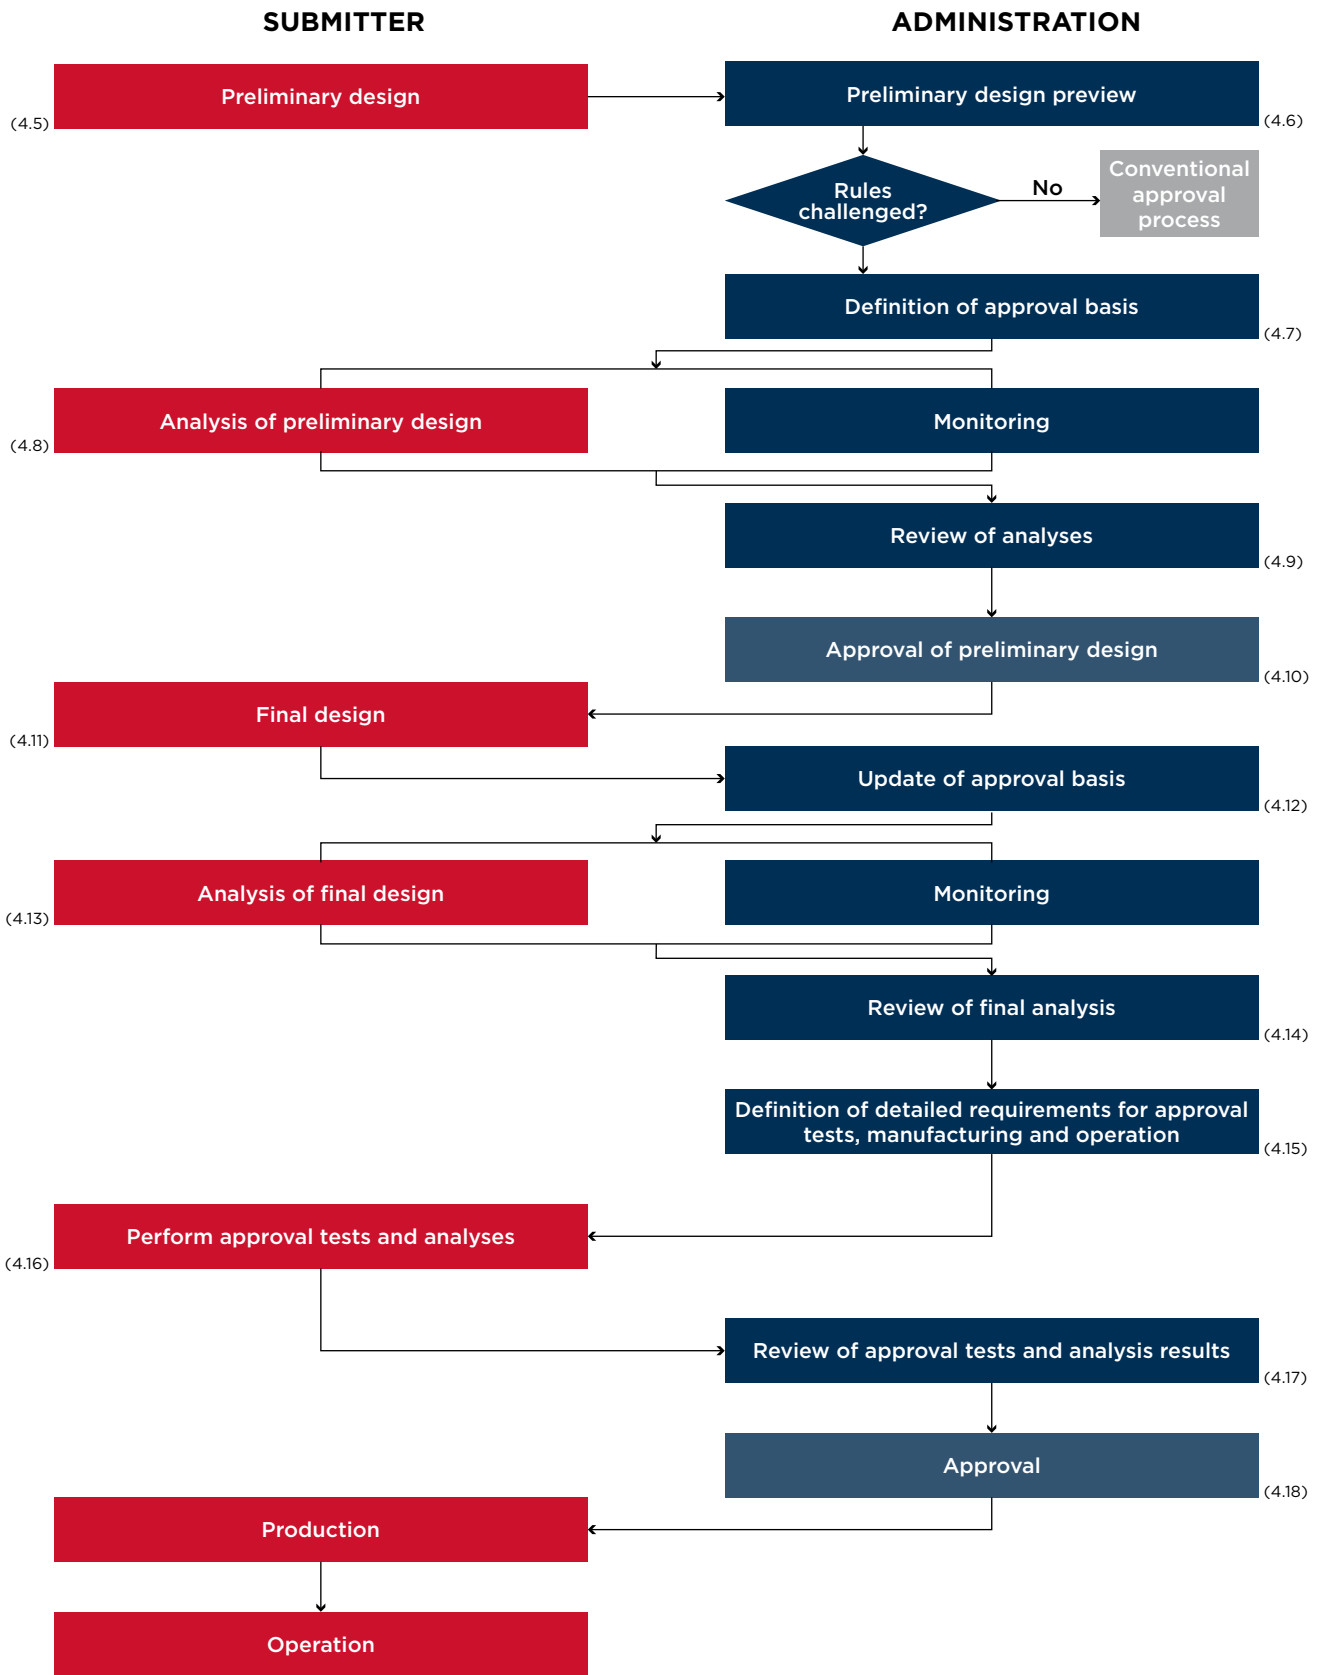 SUBMITTER
ADMINISTRATION
Preliminary design
(4.5)
Preliminary design preview
(4.6)
Rules
challenged?
No
Conventional
approval
process
Definition of approval basis
(4.7)
Analysis of preliminary design
(4.8)
Monitoring
Review of analyses
(4.9)
Approval of preliminary design
(4.10)
Final design
(4.11)
Update of approval basis
(4.12)
Analysis of final design
(4.13)
Monitoring
Review of final analysis
(4.14)
Definition of detailed requirements for approval
tests, manufacturing and operation
(4.15)
Perform approval tests and analyses
(4.16)
Review of approval tests and analysis results
(4.17)
Approval
(4.18)
Production
Operation